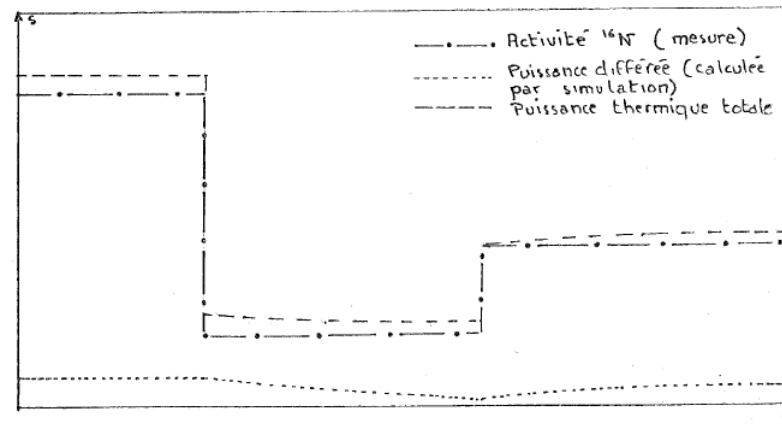 S
Activité ¹⁶N ( mesure)
Puissance différée (calculée
par simulation)
Puissance thermique totale